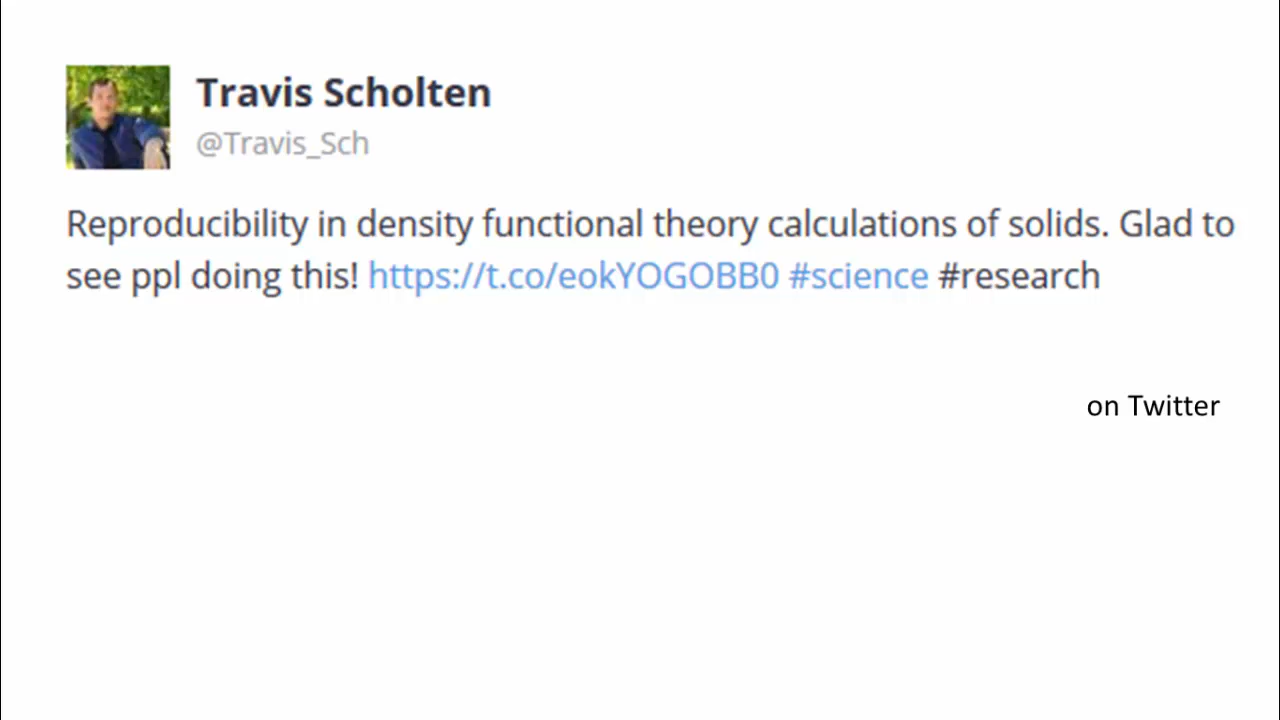 Travis Scholten
@Travis_Sch
Reproducibility in density functional theory calculations of solids. Glad to
see ppl doing this! https://t.co/eokYOGOBB0 #science #research
on Twitter